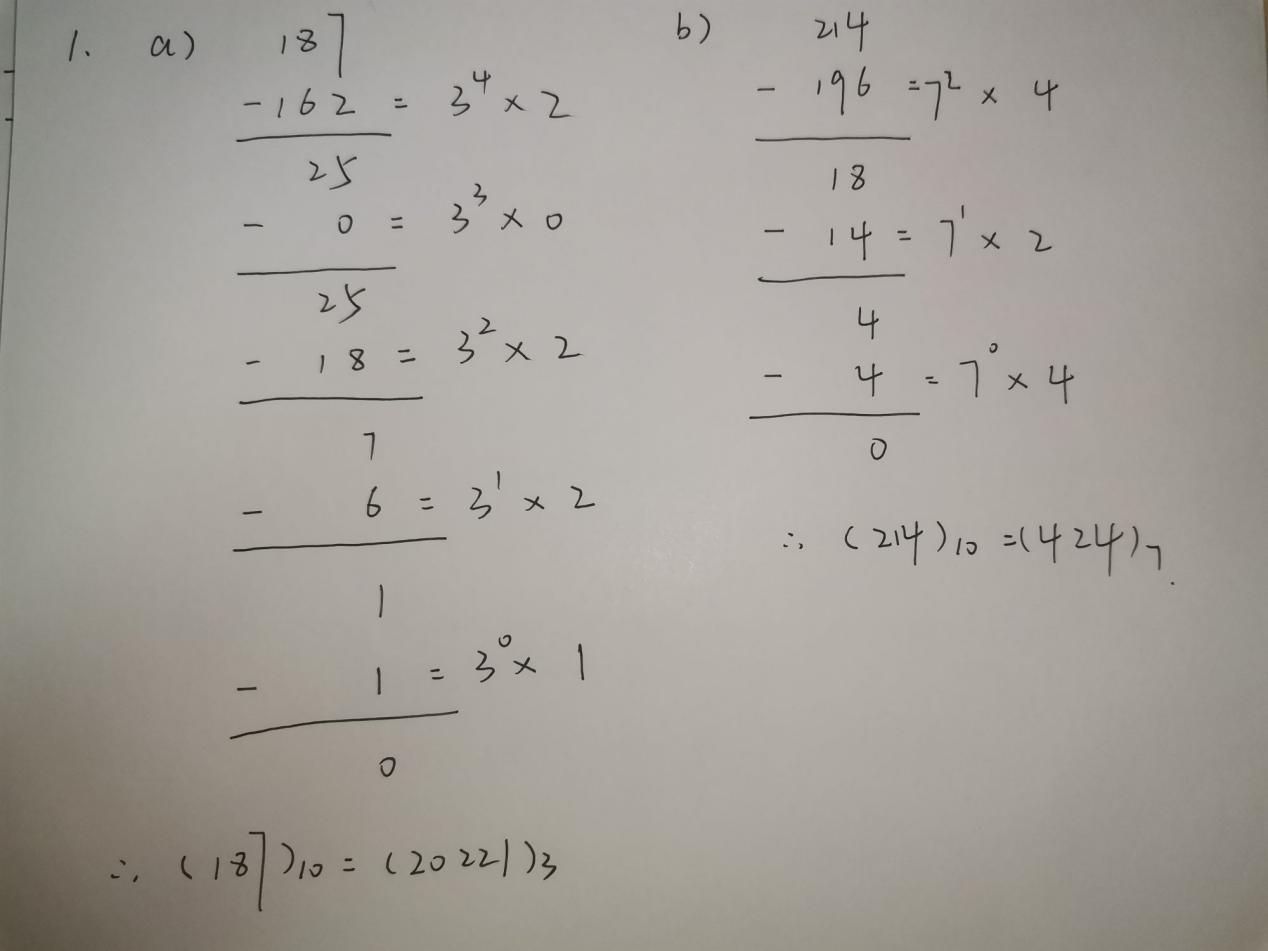 1. a) 187
- 162 = 3⁴ × 2
25
- 0 = 3³ × 0
25
- 18 = 3² × 2
7
- 6 = 3¹ × 2
1
- 1 = 3⁰ × 1
0
∴ (187)₁₀ = (20221)₃
b) 214
- 196 = 7² × 4
18
- 14 = 7¹ × 2
4
- 4 = 7⁰ × 4
0
∴ (214)₁₀ = (424)₇.